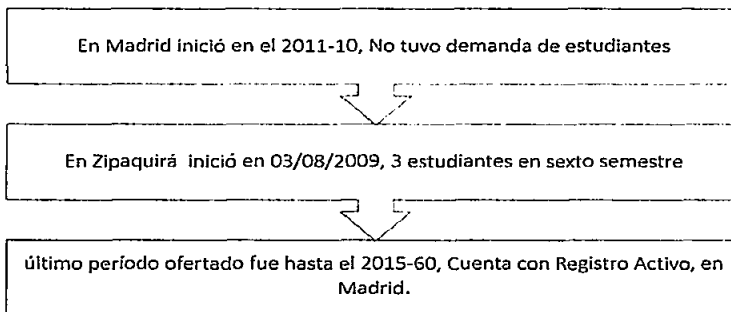 En Madrid inició en el 2011-10, No tuvo demanda de estudiantes
En Zipaquirá inició en 03/08/2009, 3 estudiantes en sexto semestre
último período ofertado fue hasta el 2015-60, Cuenta con Registro Activo, en
Madrid.